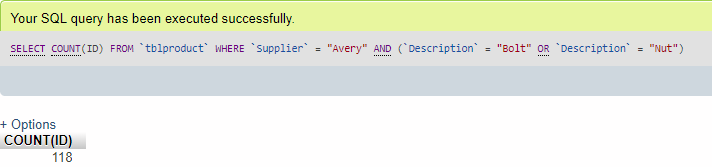 Your SQL query has been executed successfully.
SELECT COUNT(ID) FROM `tblproduct` WHERE `Supplier` = "Avery" AND (`Description` = "Bolt" OR `Description` = "Nut")
+ Options
COUNT(ID)
118